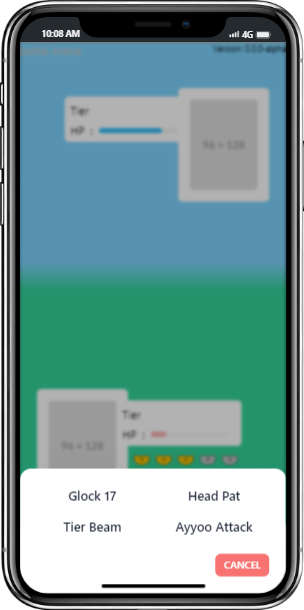 10:08 AM 4G
Version 0.0.0-alpha
Tier
HP :
96 × 128
Tier
HP :
96 × 128
Glock 17 Head Pat
Tier Beam Ayyoo Attack
CANCEL